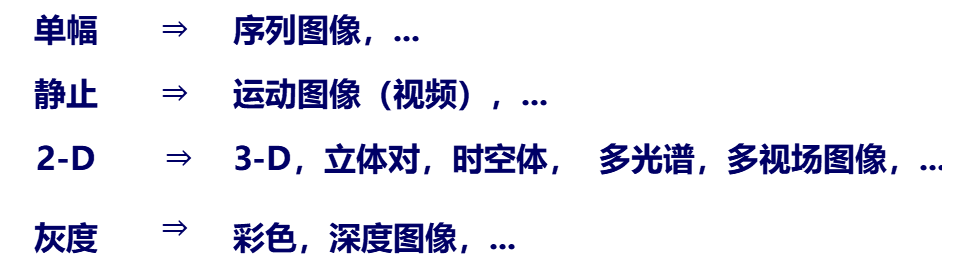 单幅 ⇒ 序列图像，...
静止 ⇒ 运动图像（视频），...
2-D ⇒ 3-D，立体对，时空体， 多光谱，多视场图像，...
灰度 ⇒ 彩色，深度图像，...